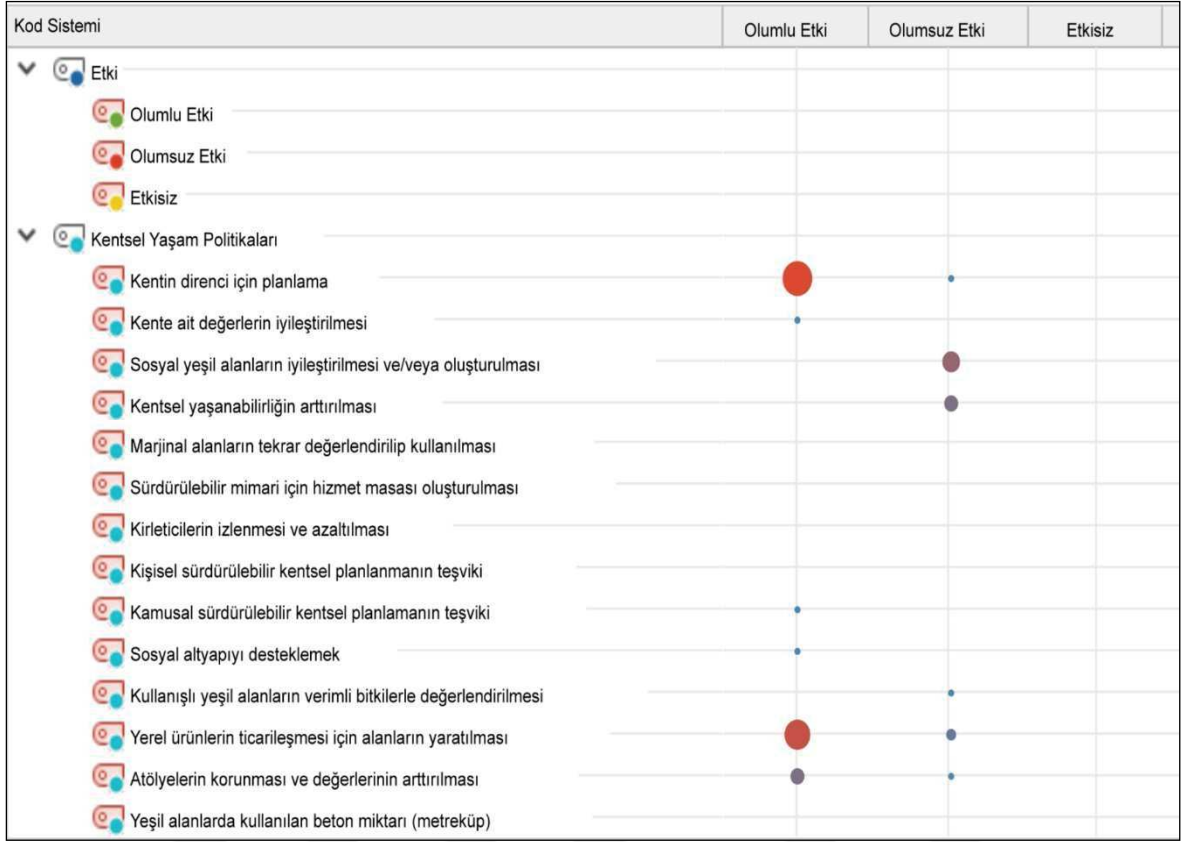 Kod Sistemi Olumlu Etki Olumsuz Etki Etkisiz
Etki
Olumlu Etki
Olumsuz Etki
Etkisiz
Kentsel Yaşam Politikaları
Kentin direnci için planlama
Kente ait değerlerin iyileştirilmesi
Sosyal yeşil alanların iyileştirilmesi ve/veya oluşturulması
Kentsel yaşanabilirliğin arttırılması
Marjinal alanların tekrar değerlendirilip kullanılması
Sürdürülebilir mimari için hizmet masası oluşturulması
Kirleticilerin izlenmesi ve azaltılması
Kişisel sürdürülebilir kentsel planlanmanın teşviki
Kamusal sürdürülebilir kentsel planlamanın teşviki
Sosyal altyapıyı desteklemek
Kullanışlı yeşil alanların verimli bitkilerle değerlendirilmesi
Yerel ürünlerin ticarileşmesi için alanların yaratılması
Atölyelerin korunması ve değerlerinin arttırılması
Yeşil alanlarda kullanılan beton miktarı (metreküp)